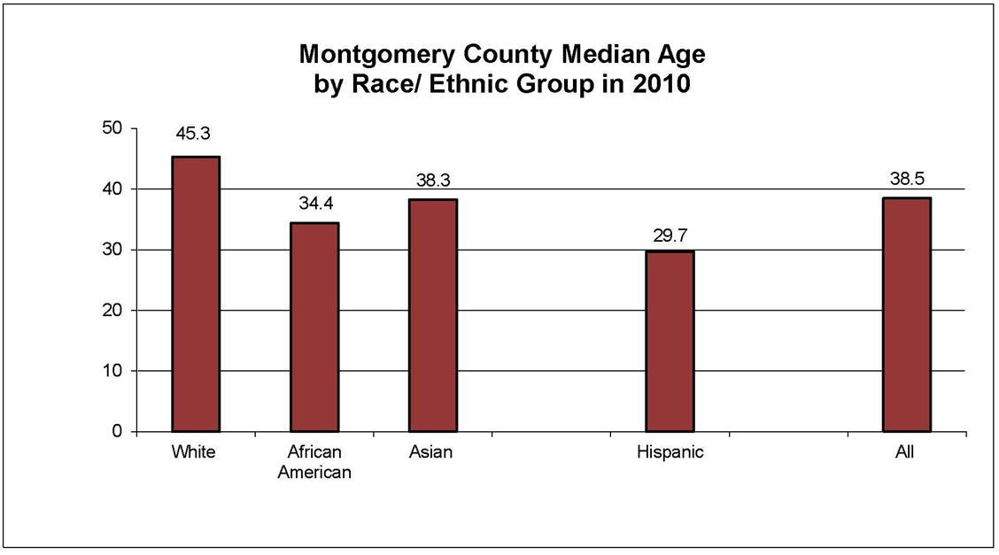 Montgomery County Median Age
by Race/ Ethnic Group in 2010
50
40
30
20
10
0
45.3
34.4
38.3
29.7
38.5
White
African
American
Asian
Hispanic
All